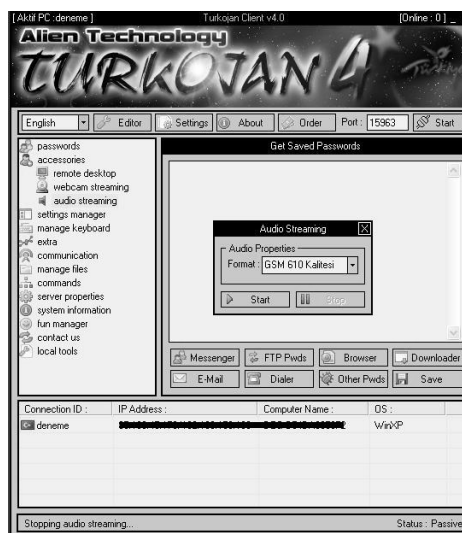 [Aktif PC :deneme ]
Turkojan Client v4.0
[Online : 0 ] _
Alien Technology
TURKOJAN 4
Türkiye
English
Editor
Settings
About
Order
Port :
15963
Start
passwords
accessories
remote desktop
webcam streaming
audio streaming
settings manager
manage keyboard
extra
communication
manage files
commands
server properties
system information
fun manager
contact us
local tools
Get Saved Passwords
Audio Streaming
Audio Properties
Format :
GSM 610 Kalitesi
Start
Stop
Messenger
FTP Pwds
Browser
Downloader
E-Mail
Dialer
Other Pwds
Save
Connection ID :
IP Address :
Computer Name :
OS :
deneme
WinXP
Stopping audio streaming...
Status : Passive